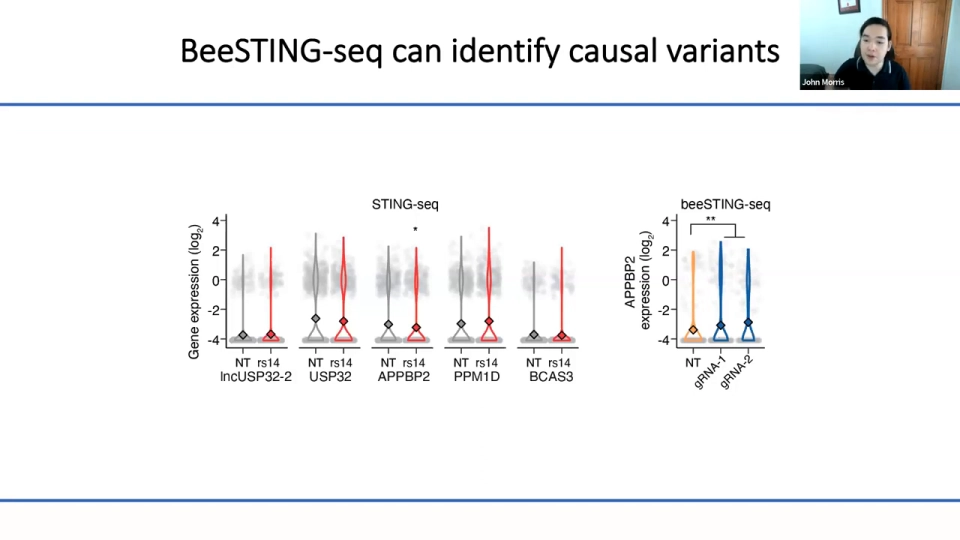 BeeSTING-seq can identify causal variants
John Morris
STING-seq
Gene expression (log2)
4
2
0
-2
-4
*
NT rs14
lncUSP32-2
NT rs14
USP32
NT rs14
APPBP2
NT rs14
PPM1D
NT rs14
BCAS3
beeSTING-seq
APPBP2
expression (log2)
4
2
0
-2
-4
**
NT
gRNA-1
gRNA-2